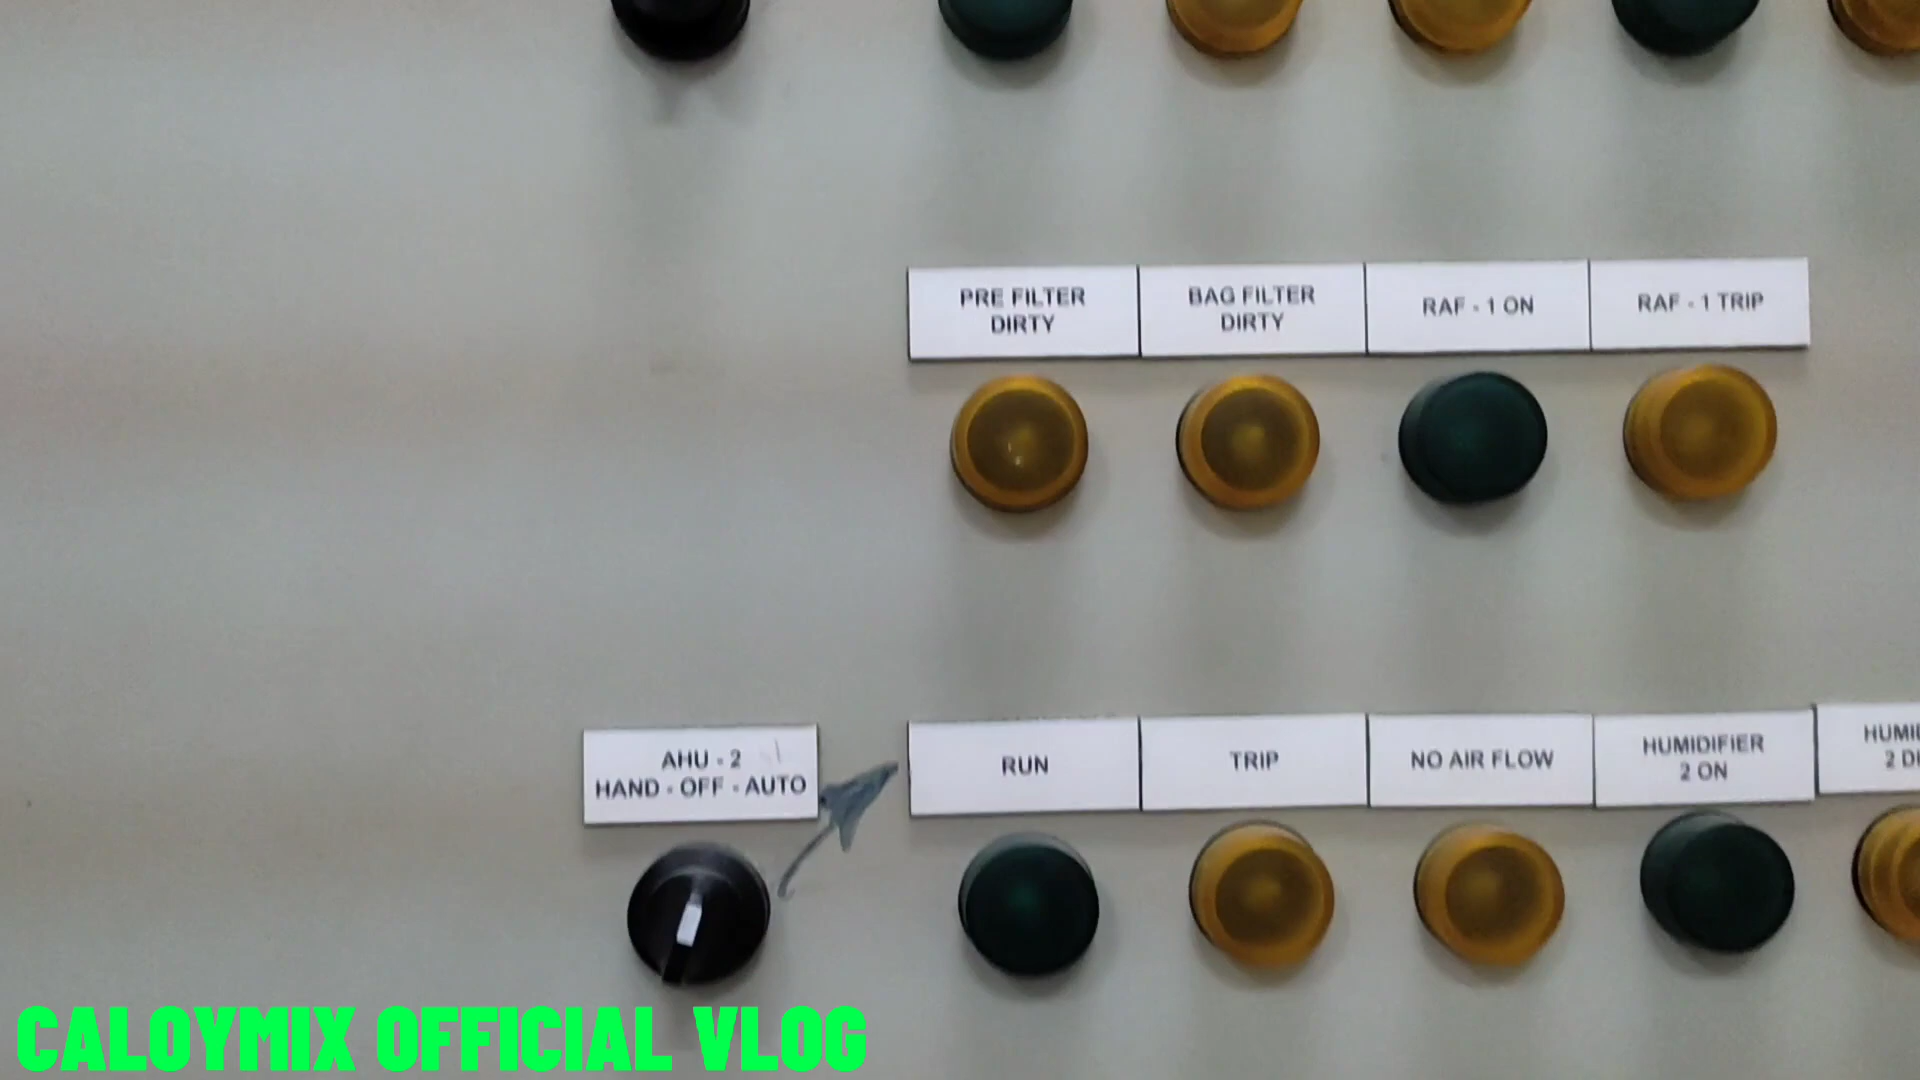 PRE FILTER
DIRTY
BAG FILTER
DIRTY
RAF - 1 ON
RAF - 1 TRIP
AHU - 2
HAND - OFF - AUTO
RUN
TRIP
NO AIR FLOW
HUMIDIFIER
2 ON
CALOYMIX OFFICIAL VLOG